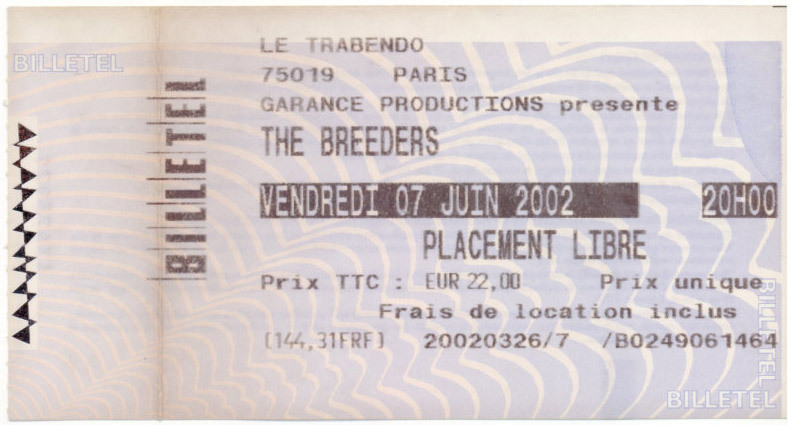 BILLETEL
BILLETEL
LE TRABENDO
75019 PARIS
GARANCE PRODUCTIONS presente
THE BREEDERS
VENDREDI 07 JUIN 2002 20H00
PLACEMENT LIBRE
Prix TTC : EUR 22,00 Prix unique
Frais de location inclus
(144,31FRF) 20020326/7 /B0249061464
BILLETEL
BILLETEL